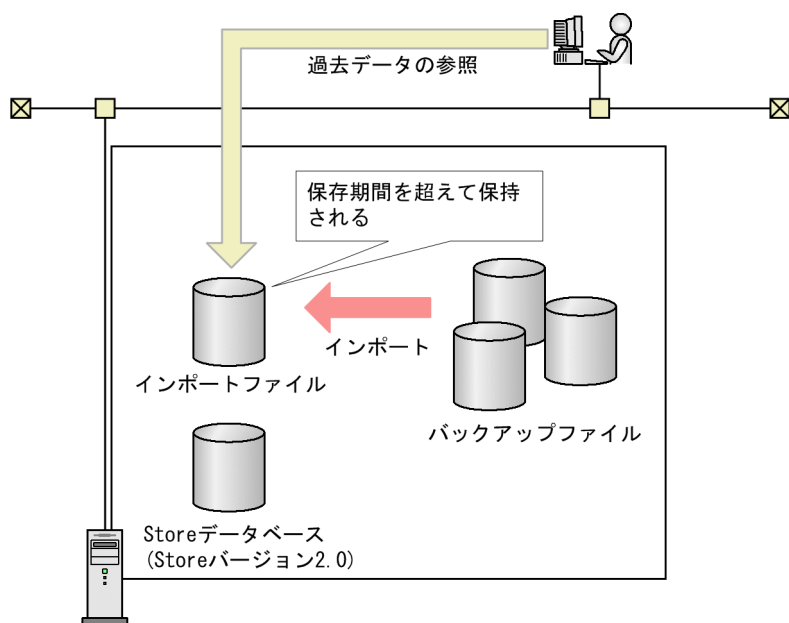 過去データの参照
保存期間を超えて保持
される
インポート
インポートファイル
バックアップファイル
Storeデータベース
(Storeバージョン2.0)